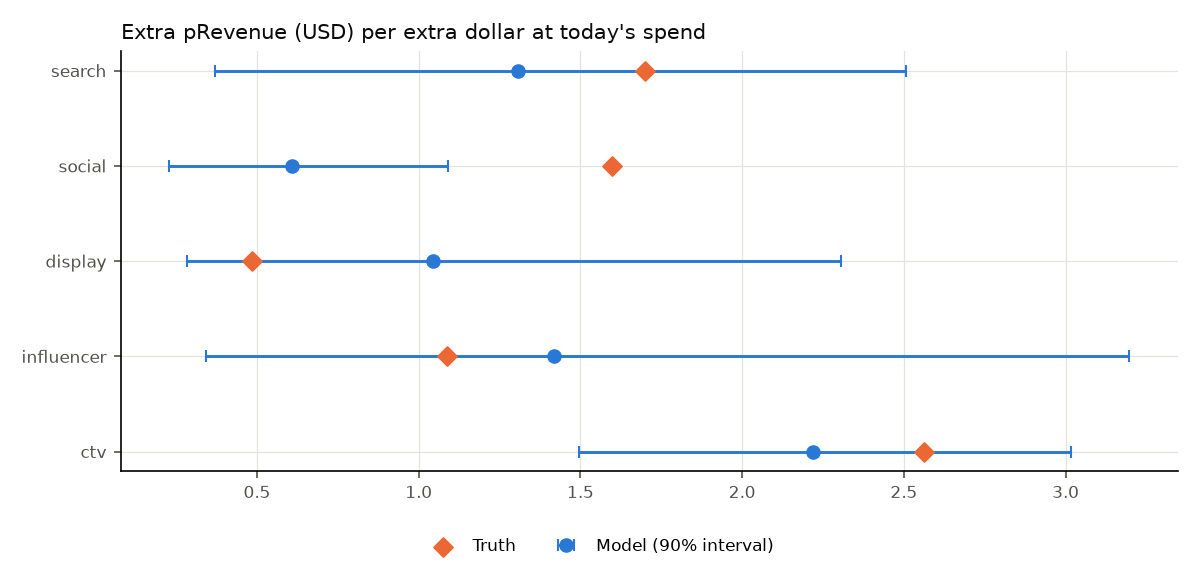 Extra pRevenue (USD) per extra dollar at today's spend
search
social
display
influencer
ctv
0.5 1.0 1.5 2.0 2.5 3.0
Truth Model (90% interval)